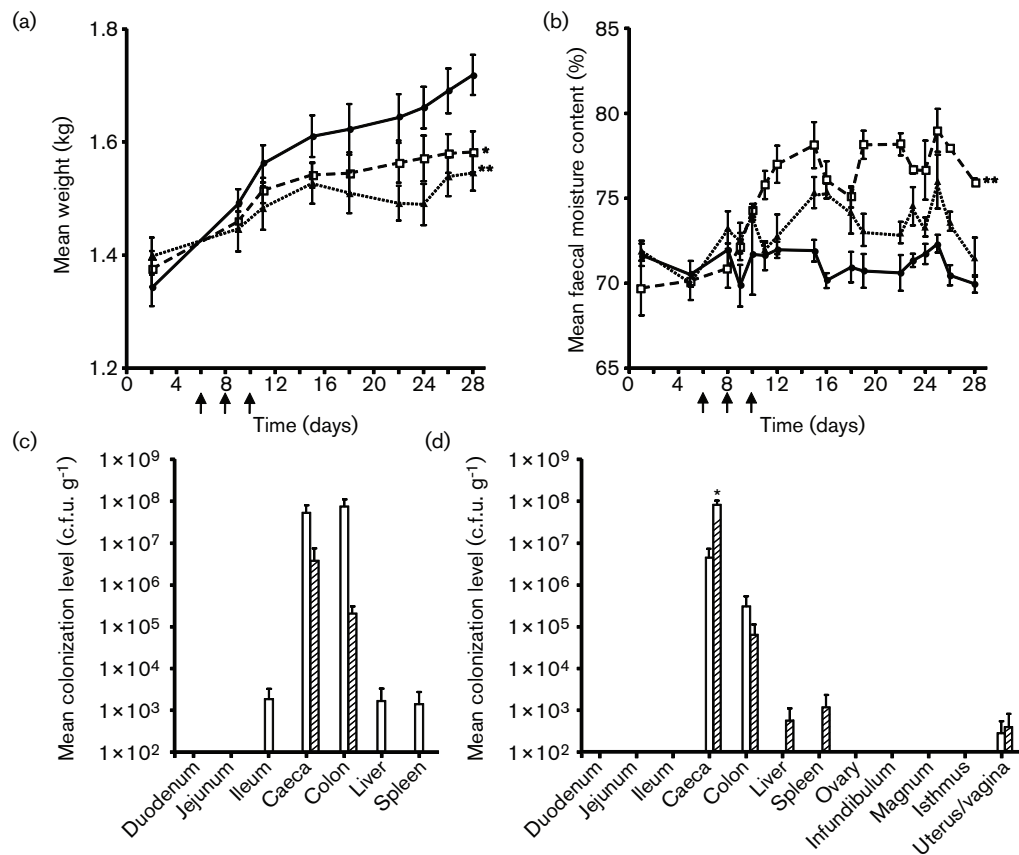 (a)
Mean weight (kg)
1.8
1.6
1.4
1.2
*
**
0 4 8 12 16 20 24 28
Time (days)
(b)
Mean faecal moisture content (%)
85
80
75
70
65
**
0 4 8 12 16 20 24 28
Time (days)
(c)
Mean colonization level (c.f.u. g-1)
1×10⁹
1×10⁸
1×10⁷
1×10⁶
1×10⁵
1×10⁴
1×10³
1×10²
Duodenum
Jejunum
Ileum
Caeca
Colon
Liver
Spleen
(d)
Mean colonization level (c.f.u. g-1)
1×10⁹
1×10⁸
1×10⁷
1×10⁶
1×10⁵
1×10⁴
1×10³
1×10²
*
Duodenum
Jejunum
Ileum
Caeca
Colon
Liver
Spleen
Ovary
Infundibulum
Magnum
Isthmus
Uterus/vagina